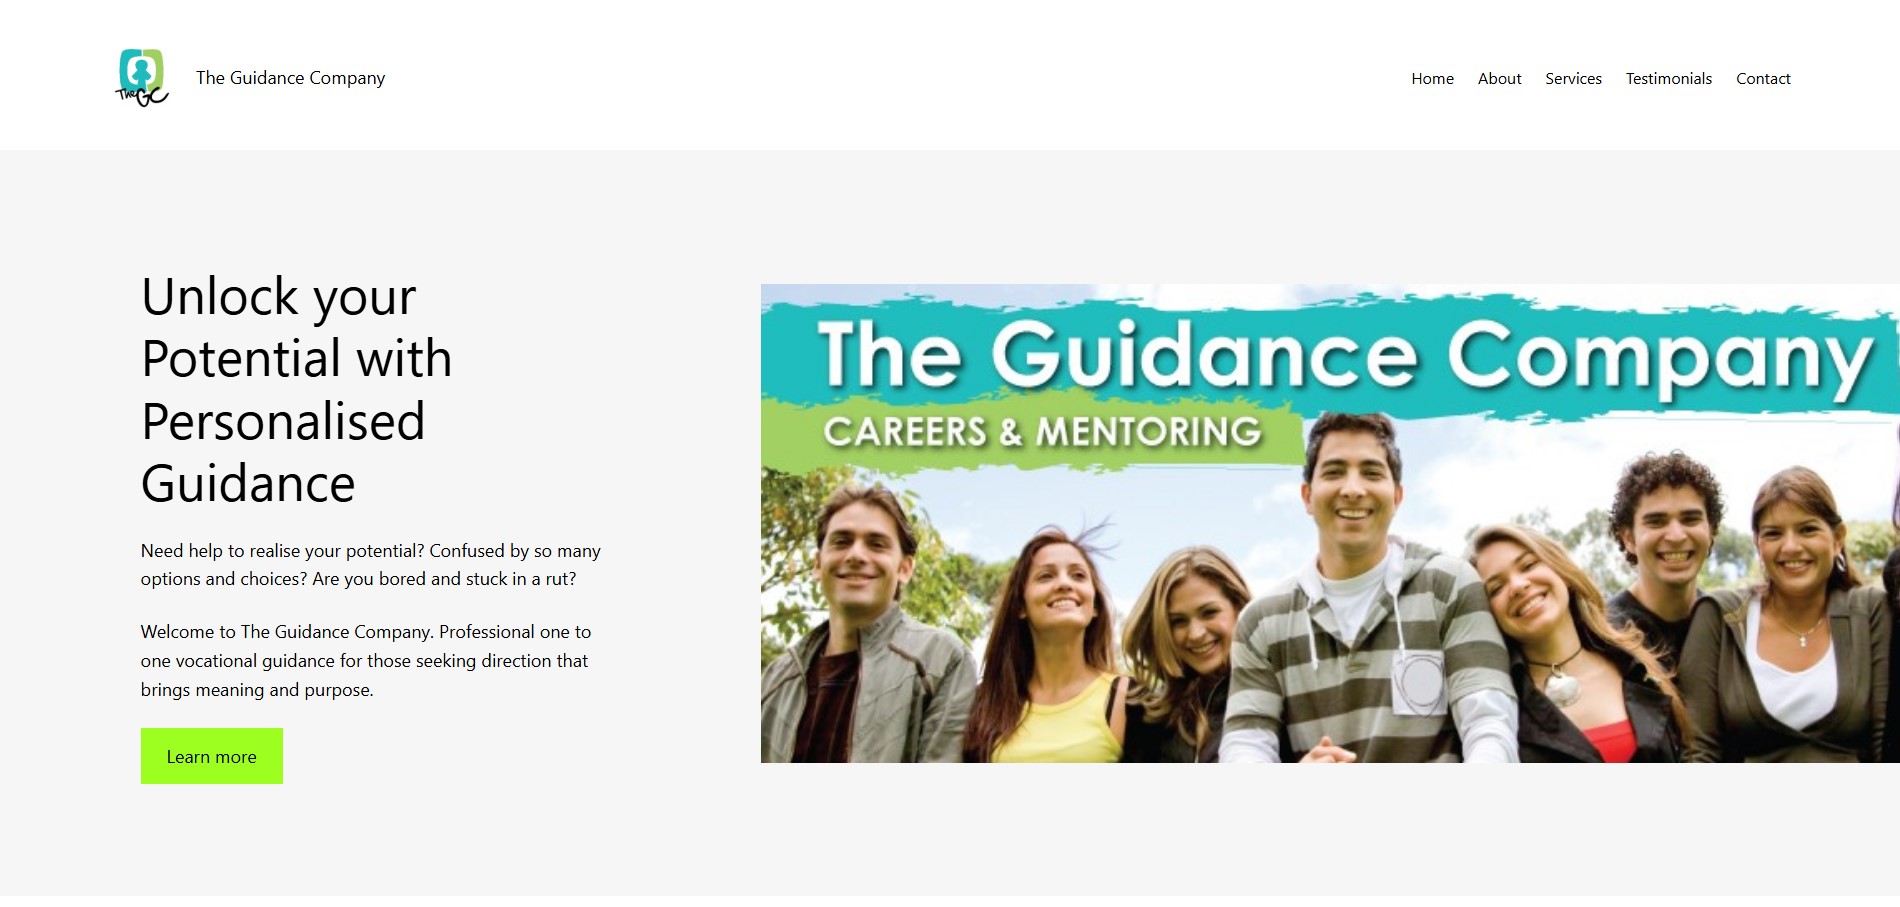 The GC
The Guidance Company
Home
About
Services
Testimonials
Contact
Unlock your
Potential with
Personalised
Guidance
Need help to realise your potential? Confused by so many
options and choices? Are you bored and stuck in a rut?
Welcome to The Guidance Company. Professional one to
one vocational guidance for those seeking direction that
brings meaning and purpose.
Learn more
The Guidance Company
CAREERS & MENTORING